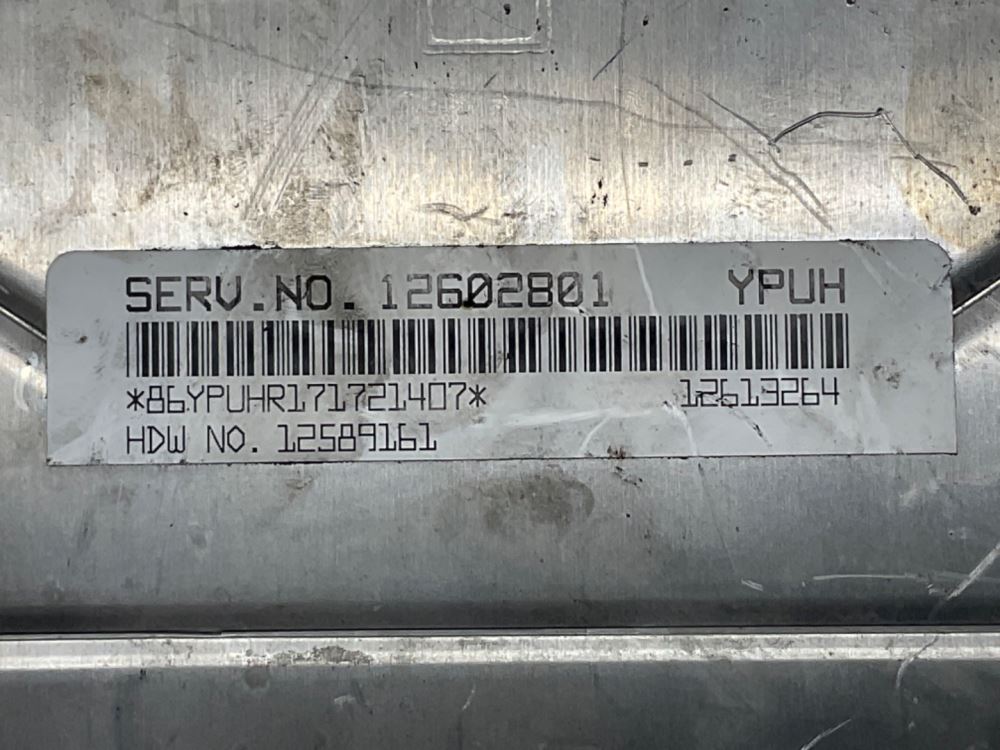 SERV.NO. 12602801 YPUH
*86YPUHR171721407* 12613264
HDW NO. 12589161